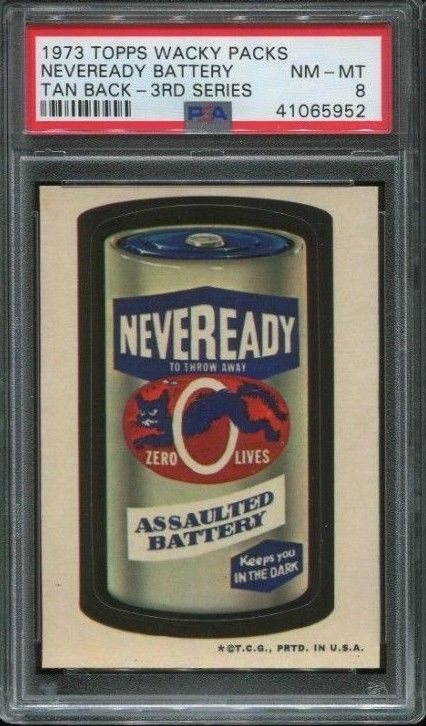 1973 TOPPS WACKY PACKS
NEVEREADY BATTERY NM - MT
TAN BACK - 3RD SERIES 8
PSA 41065952
NEVEREADY
TO THROW AWAY
ZERO LIVES
ASSAULTED
BATTERY
Keeps you
IN THE DARK
*©T.C.G., PRTD. IN U.S.A.